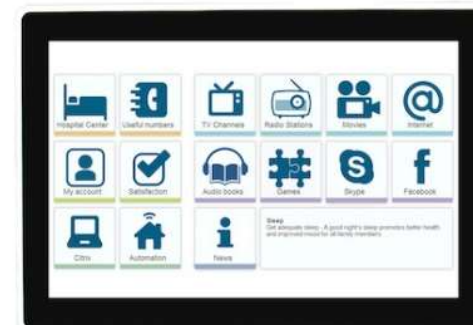 Hospital Center
Useful numbers
TV Channels
Radio Stations
Movies
Internet
My account
Satisfaction
Audio books
Games
Skype
Facebook
Citrix
Automation
News
Sleep
Get adequate sleep - A good night's sleep promotes better health
and improved mood for all family members